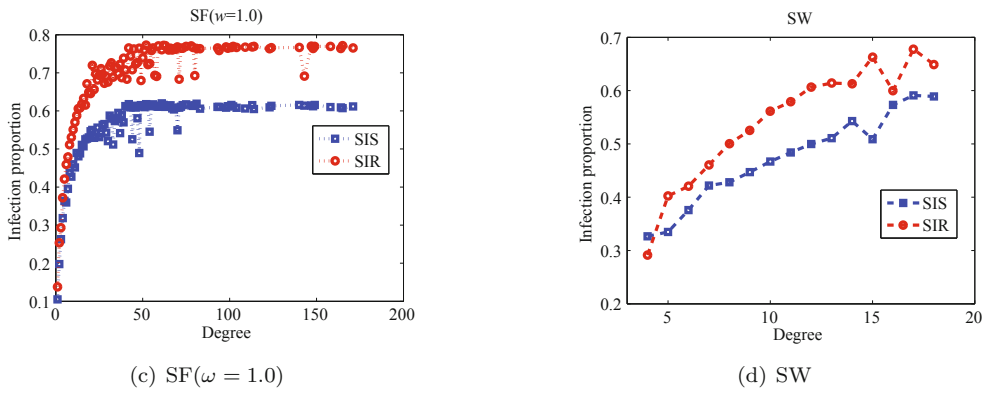 SF(w=1.0)
0.8
0.7
0.6
0.5
0.4
0.3
0.2
0.1
Infection proportion
SIS
SIR
0
50
100
150
200
Degree
(c) SF(ω = 1.0)
SW
0.7
0.6
0.5
0.4
0.3
0.2
Infection proportion
SIS
SIR
5
10
15
20
Degree
(d) SW